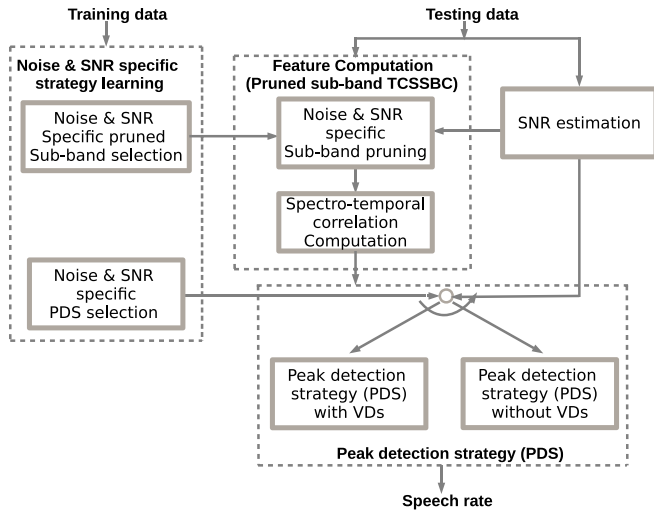 Training data
Testing data
Noise & SNR specific
strategy learning
Feature Computation
(Pruned sub-band TCSSBC)
Noise & SNR
Specific pruned
Sub-band selection
Noise & SNR
specific
Sub-band pruning
SNR estimation
Spectro-temporal
correlation
Computation
Noise & SNR
specific
PDS selection
Peak detection
strategy (PDS)
with VDs
Peak detection
strategy (PDS)
without VDs
Peak detection strategy (PDS)
Speech rate